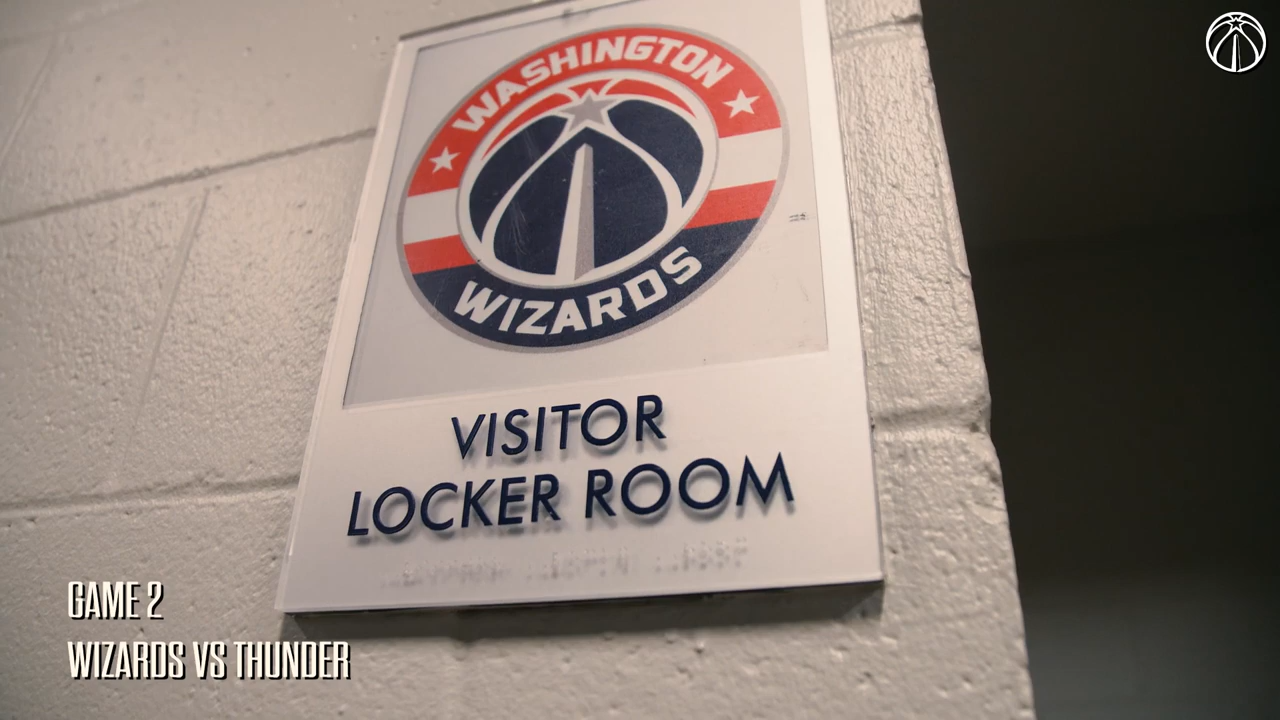 WASHINGTON
WIZARDS
VISITOR
LOCKER ROOM
GAME 2
WIZARDS VS THUNDER